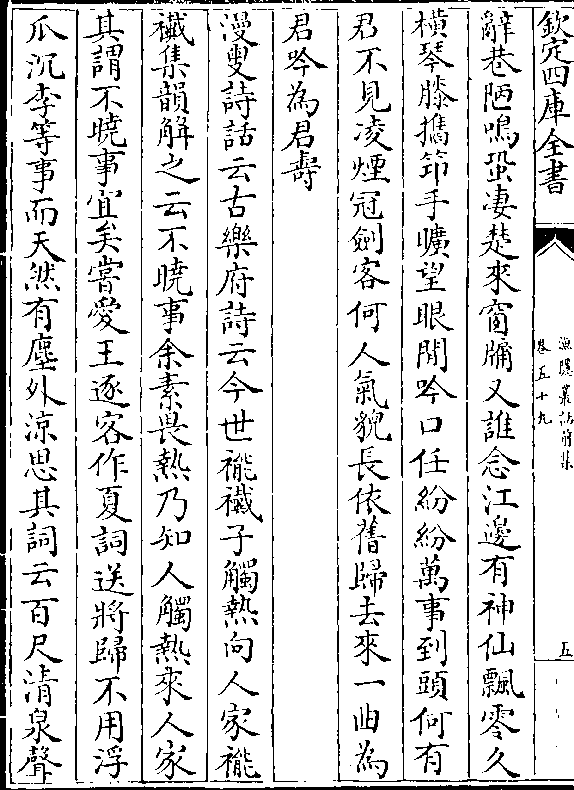 欽定四庫全書
漁隱叢話前集
卷五十九
五
辭巷陋鳴蛩凄楚來窗牖又誰念江邊有神仙飄零久
橫琴膝攜筇手曠望眼閒吟口任紛紛萬事到頭何有
君不見凌煙冠劍客何人氣貌長依舊歸去來一曲為
君吟為君壽
漫叟詩話云古樂府詩云今世褦襶子觸熱向人家褦
襶集韻解之云不曉事余素畏熱乃知人觸熱來人家
其謂不曉事宜矣嘗愛王逐客作夏詞送將歸不用浮
瓜沉李等事而天然有塵外涼思其詞云百尺清泉聲